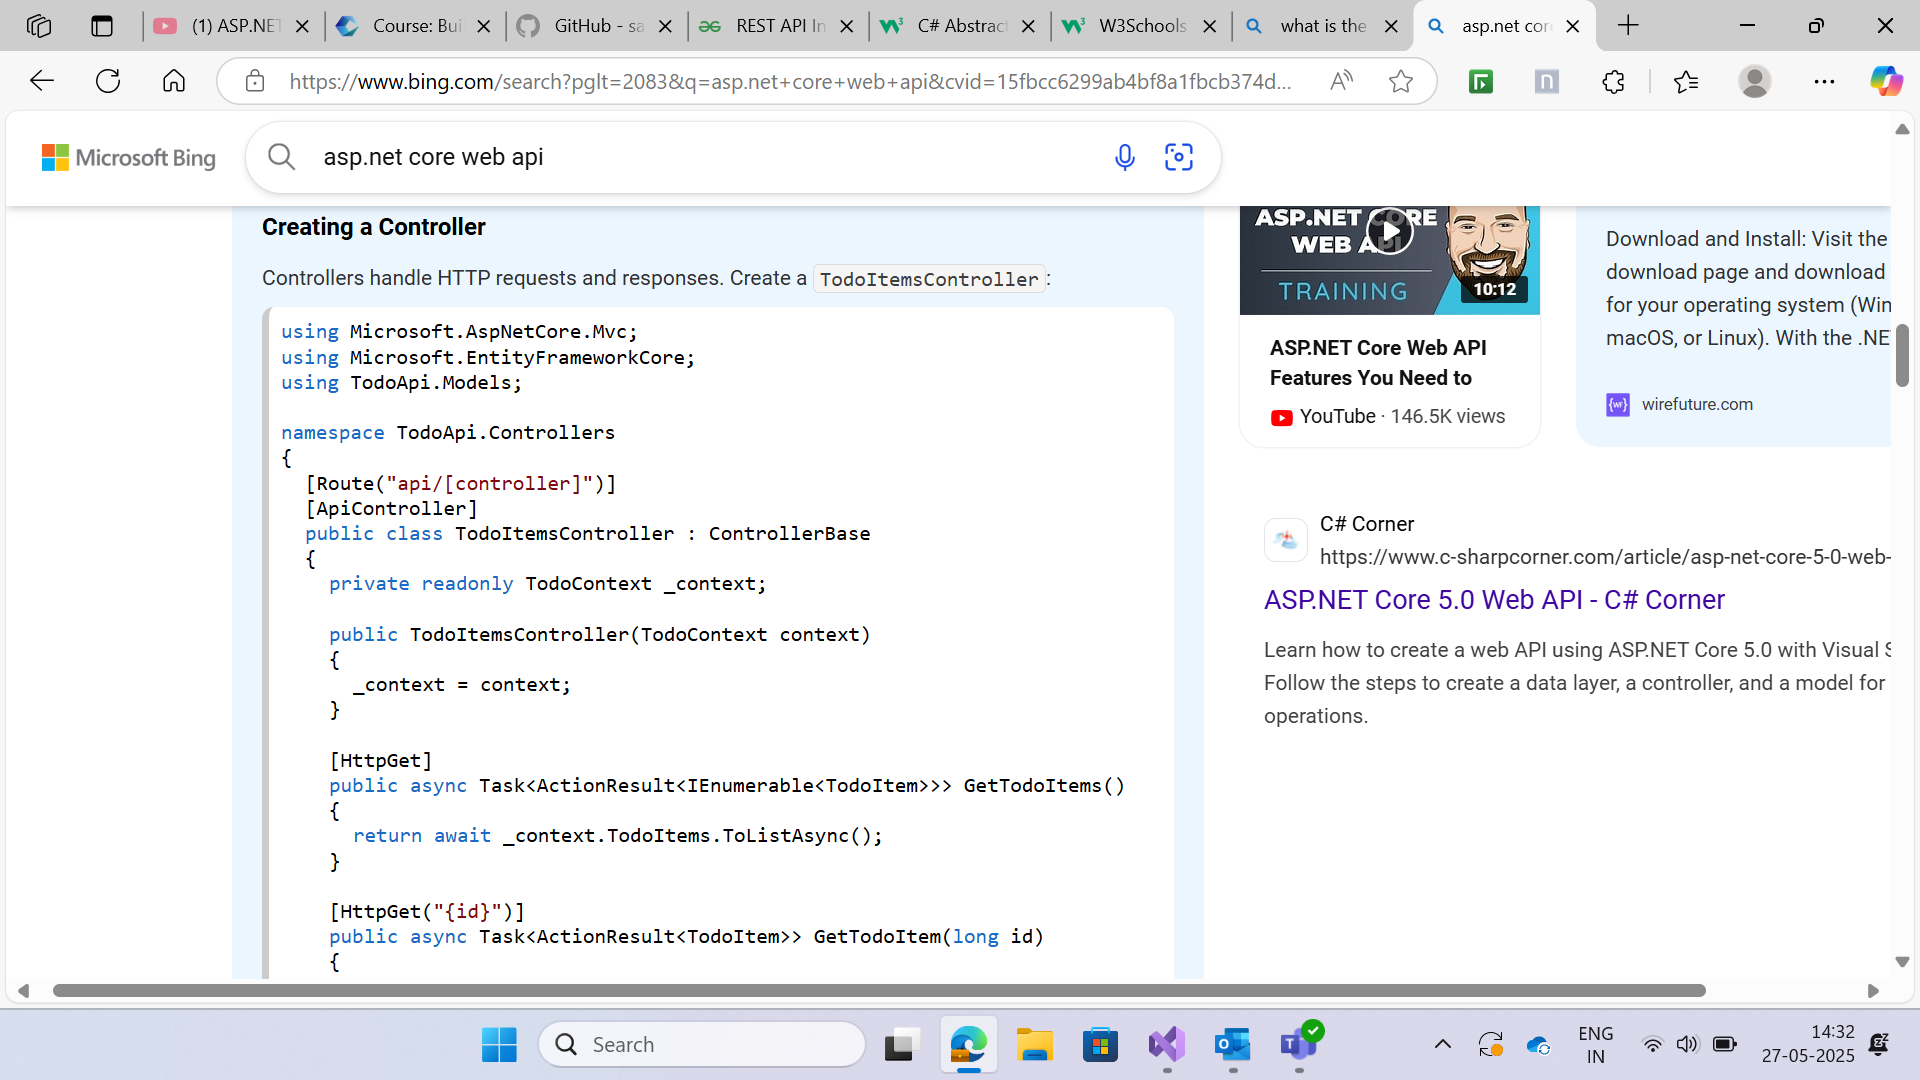 (1) ASP.NET
Course: Bui
GitHub - sa
REST API In
C# Abstract
W3Schools
what is the
asp.net core
https://www.bing.com/search?pglt=2083&q=asp.net+core+web+api&cvid=15fbcc6299ab4bf8a1fbcb374d...
Microsoft Bing
asp.net core web api
Creating a Controller
Controllers handle HTTP requests and responses. Create a TodoItemsController:
using Microsoft.AspNetCore.Mvc;
using Microsoft.EntityFrameworkCore;
using TodoApi.Models;
namespace TodoApi.Controllers
{
[Route("api/[controller]")]
[ApiController]
public class TodoItemsController : ControllerBase
{
private readonly TodoContext _context;
public TodoItemsController(TodoContext context)
{
_context = context;
}
[HttpGet]
public async Task<ActionResult<IEnumerable<TodoItem>>> GetTodoItems()
{
return await _context.TodoItems.ToListAsync();
}
[HttpGet("{id}")]
public async Task<ActionResult<TodoItem>> GetTodoItem(long id)
{
ASP.NET CORE
WEB API
TRAINING
10:12
ASP.NET Core Web API
Features You Need to
YouTube · 146.5K views
Download and Install: Visit the
download page and download
for your operating system (Win
macOS, or Linux). With the .NE
{WF}
wirefuture.com
C# Corner
https://www.c-sharpcorner.com/article/asp-net-core-5-0-web-
ASP.NET Core 5.0 Web API - C# Corner
Learn how to create a web API using ASP.NET Core 5.0 with Visual S
Follow the steps to create a data layer, a controller, and a model for
operations.
Search
ENG
IN
14:32
27-05-2025